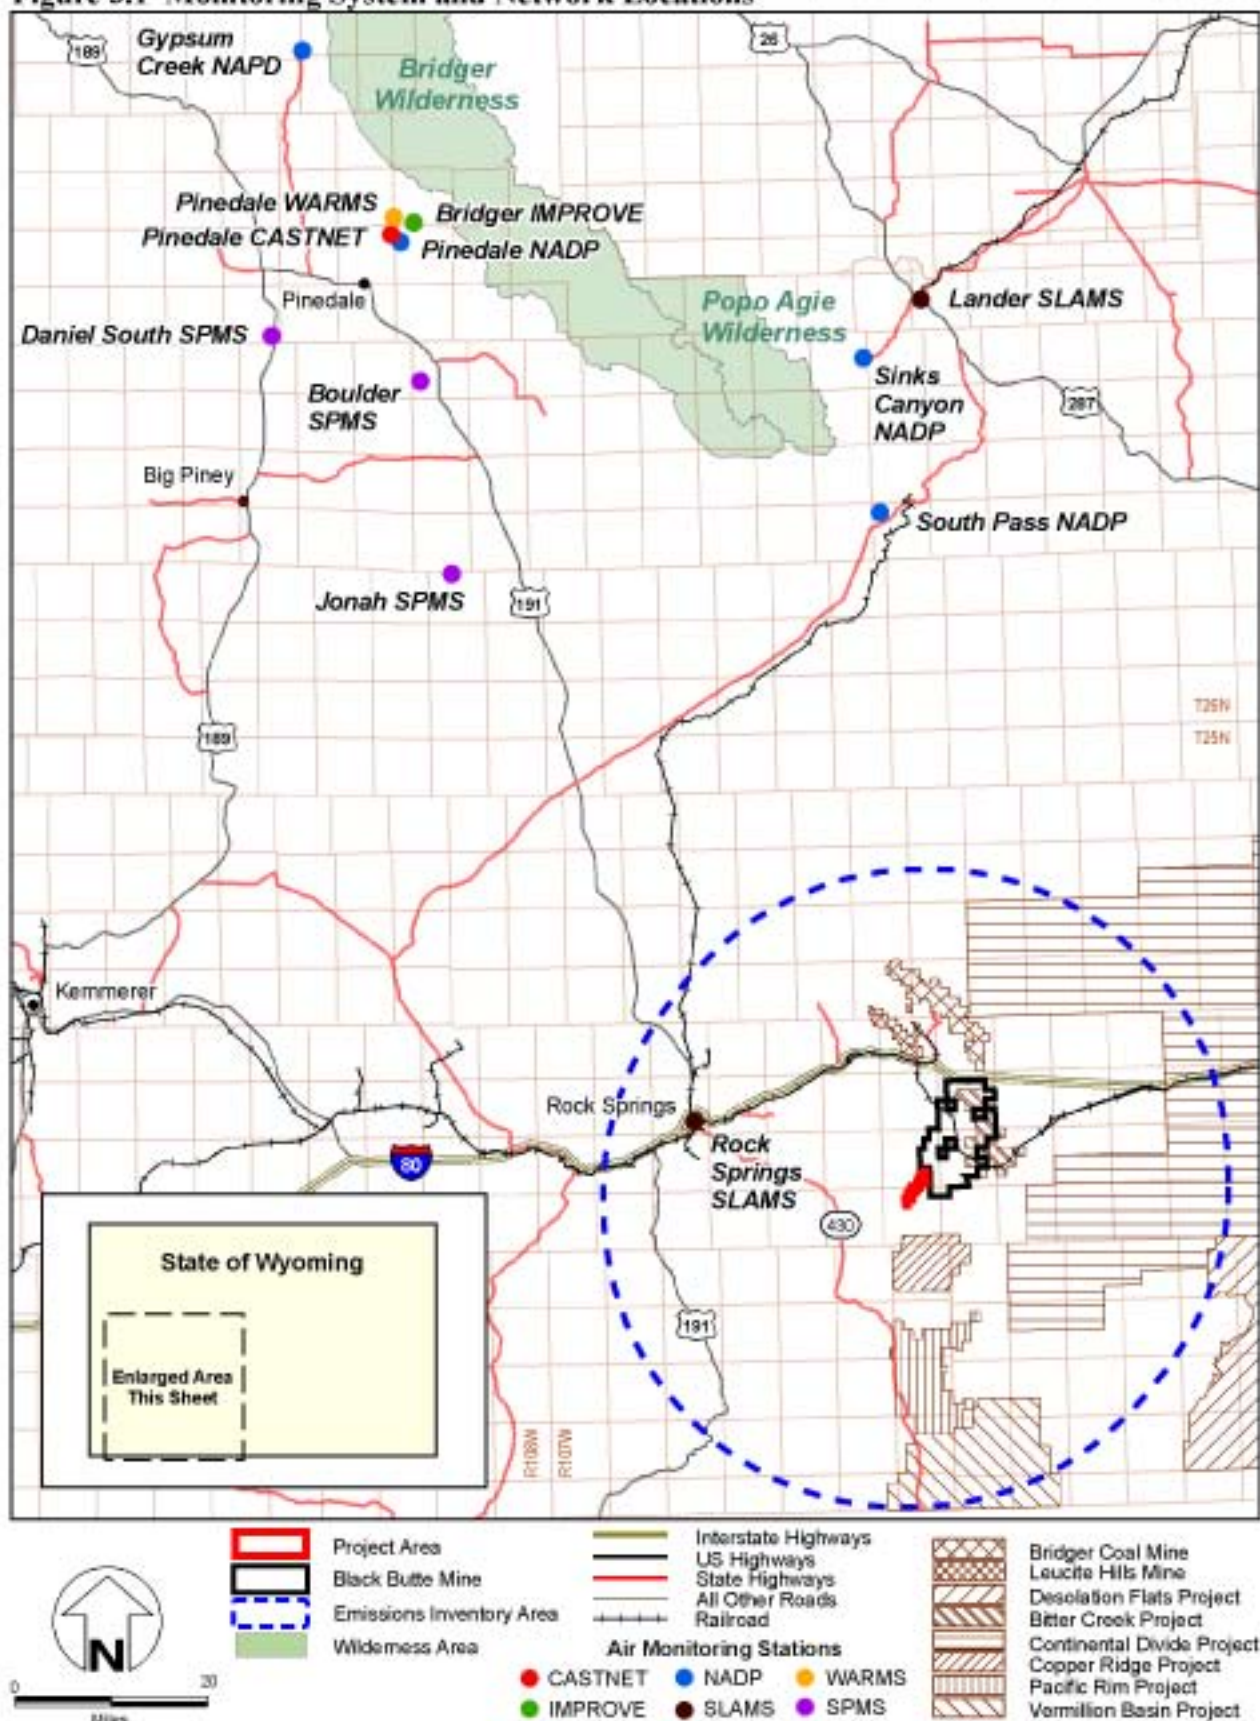 Figure 3.1 Monitoring System and Network Locations
189
Gypsum
Creek NAPD
Bridger
Wilderness
26
Pinedale WARMS
Bridger IMPROVE
Pinedale CASTNET
Pinedale NADP
Pinedale
Popo Agie
Wilderness
Lander SLAMS
Daniel South SPMS
Boulder
SPMS
Sinks
Canyon
NADP
287
Big Piney
South Pass NADP
Jonah SPMS
191
T26N
T25N
189
Kemmerer
Rock Springs
Rock
Springs
SLAMS
80
430
State of Wyoming
Enlarged Area
This Sheet
191
R108W
R107W
N
0
20
Miles
Project Area
Black Butte Mine
Emissions Inventory Area
Wilderness Area
Interstate Highways
US Highways
State Highways
All Other Roads
Railroad
Air Monitoring Stations
CASTNET
NADP
WARMS
IMPROVE
SLAMS
SPMS
Bridger Coal Mine
Leucite Hills Mine
Desolation Flats Project
Bitter Creek Project
Continental Divide Project
Copper Ridge Project
Pacific Rim Project
Vermillion Basin Project